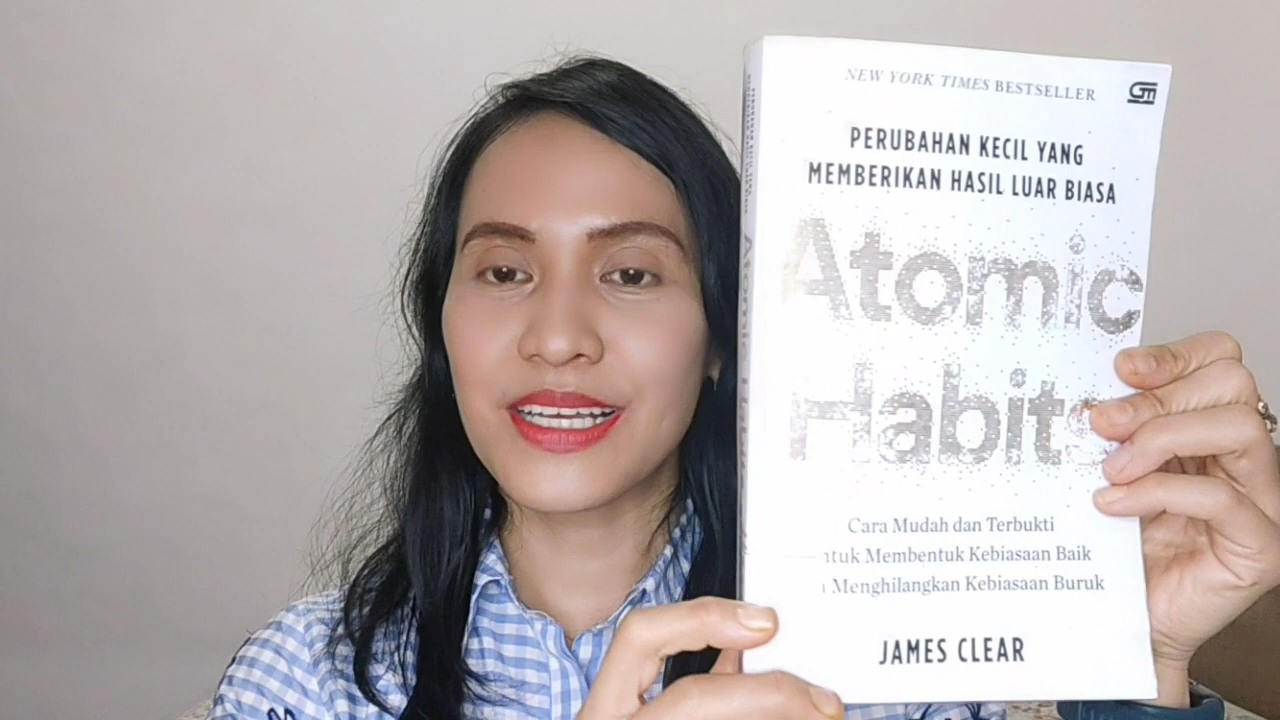 NEW YORK TIMES BESTSELLER
PERUBAHAN KECIL YANG
MEMBERIKAN HASIL LUAR BIASA
Atomic
Habits
Cara Mudah dan Terbukti
ntuk Membentuk Kebiasaan Baik
Menghilangkan Kebiasaan Buruk
JAMES CLEAR